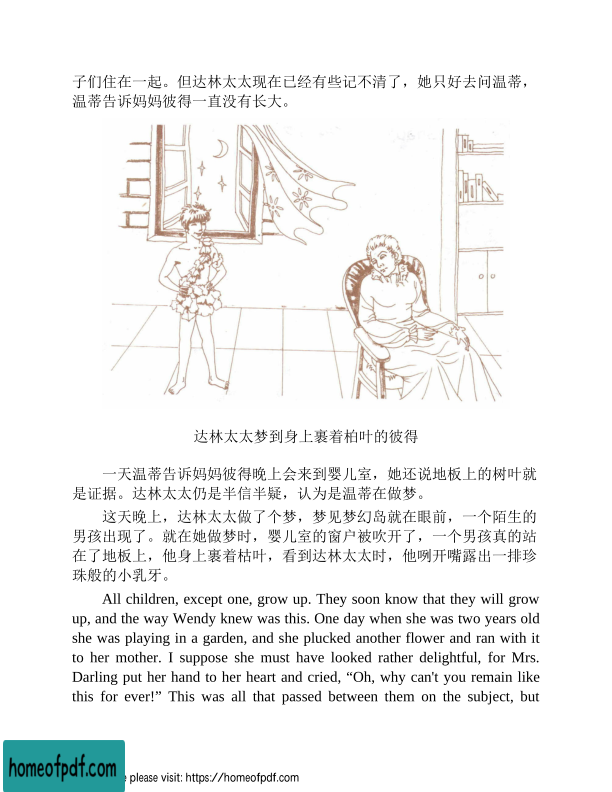 子们住在一起。但达林太太现在已经有些记不清了，她只好去问温蒂，
温蒂告诉妈妈彼得一直没有长大。
达林太太梦到身上裹着柏叶的彼得
一天温蒂告诉妈妈彼得晚上会来到婴儿室，她还说地板上的树叶就
是证据。达林太太仍是半信半疑，认为是温蒂在做梦。
这天晚上，达林太太做了个梦，梦见梦幻岛就在眼前，一个陌生的
男孩出现了。就在她做梦时，婴儿室的窗户被吹开了，一个男孩真的站
在了地板上，他身上裹着枯叶，看到达林太太时，他咧开嘴露出一排珍
珠般的小乳牙。
All children, except one, grow up. They soon know that they will grow
up, and the way Wendy knew was this. One day when she was two years old
she was playing in a garden, and she plucked another flower and ran with it
to her mother. I suppose she must have looked rather delightful, for Mrs.
Darling put her hand to her heart and cried, “Oh, why can't you remain like
this for ever!” This was all that passed between them on the subject, but
homeofpdf.com
e please visit: https://homeofpdf.com